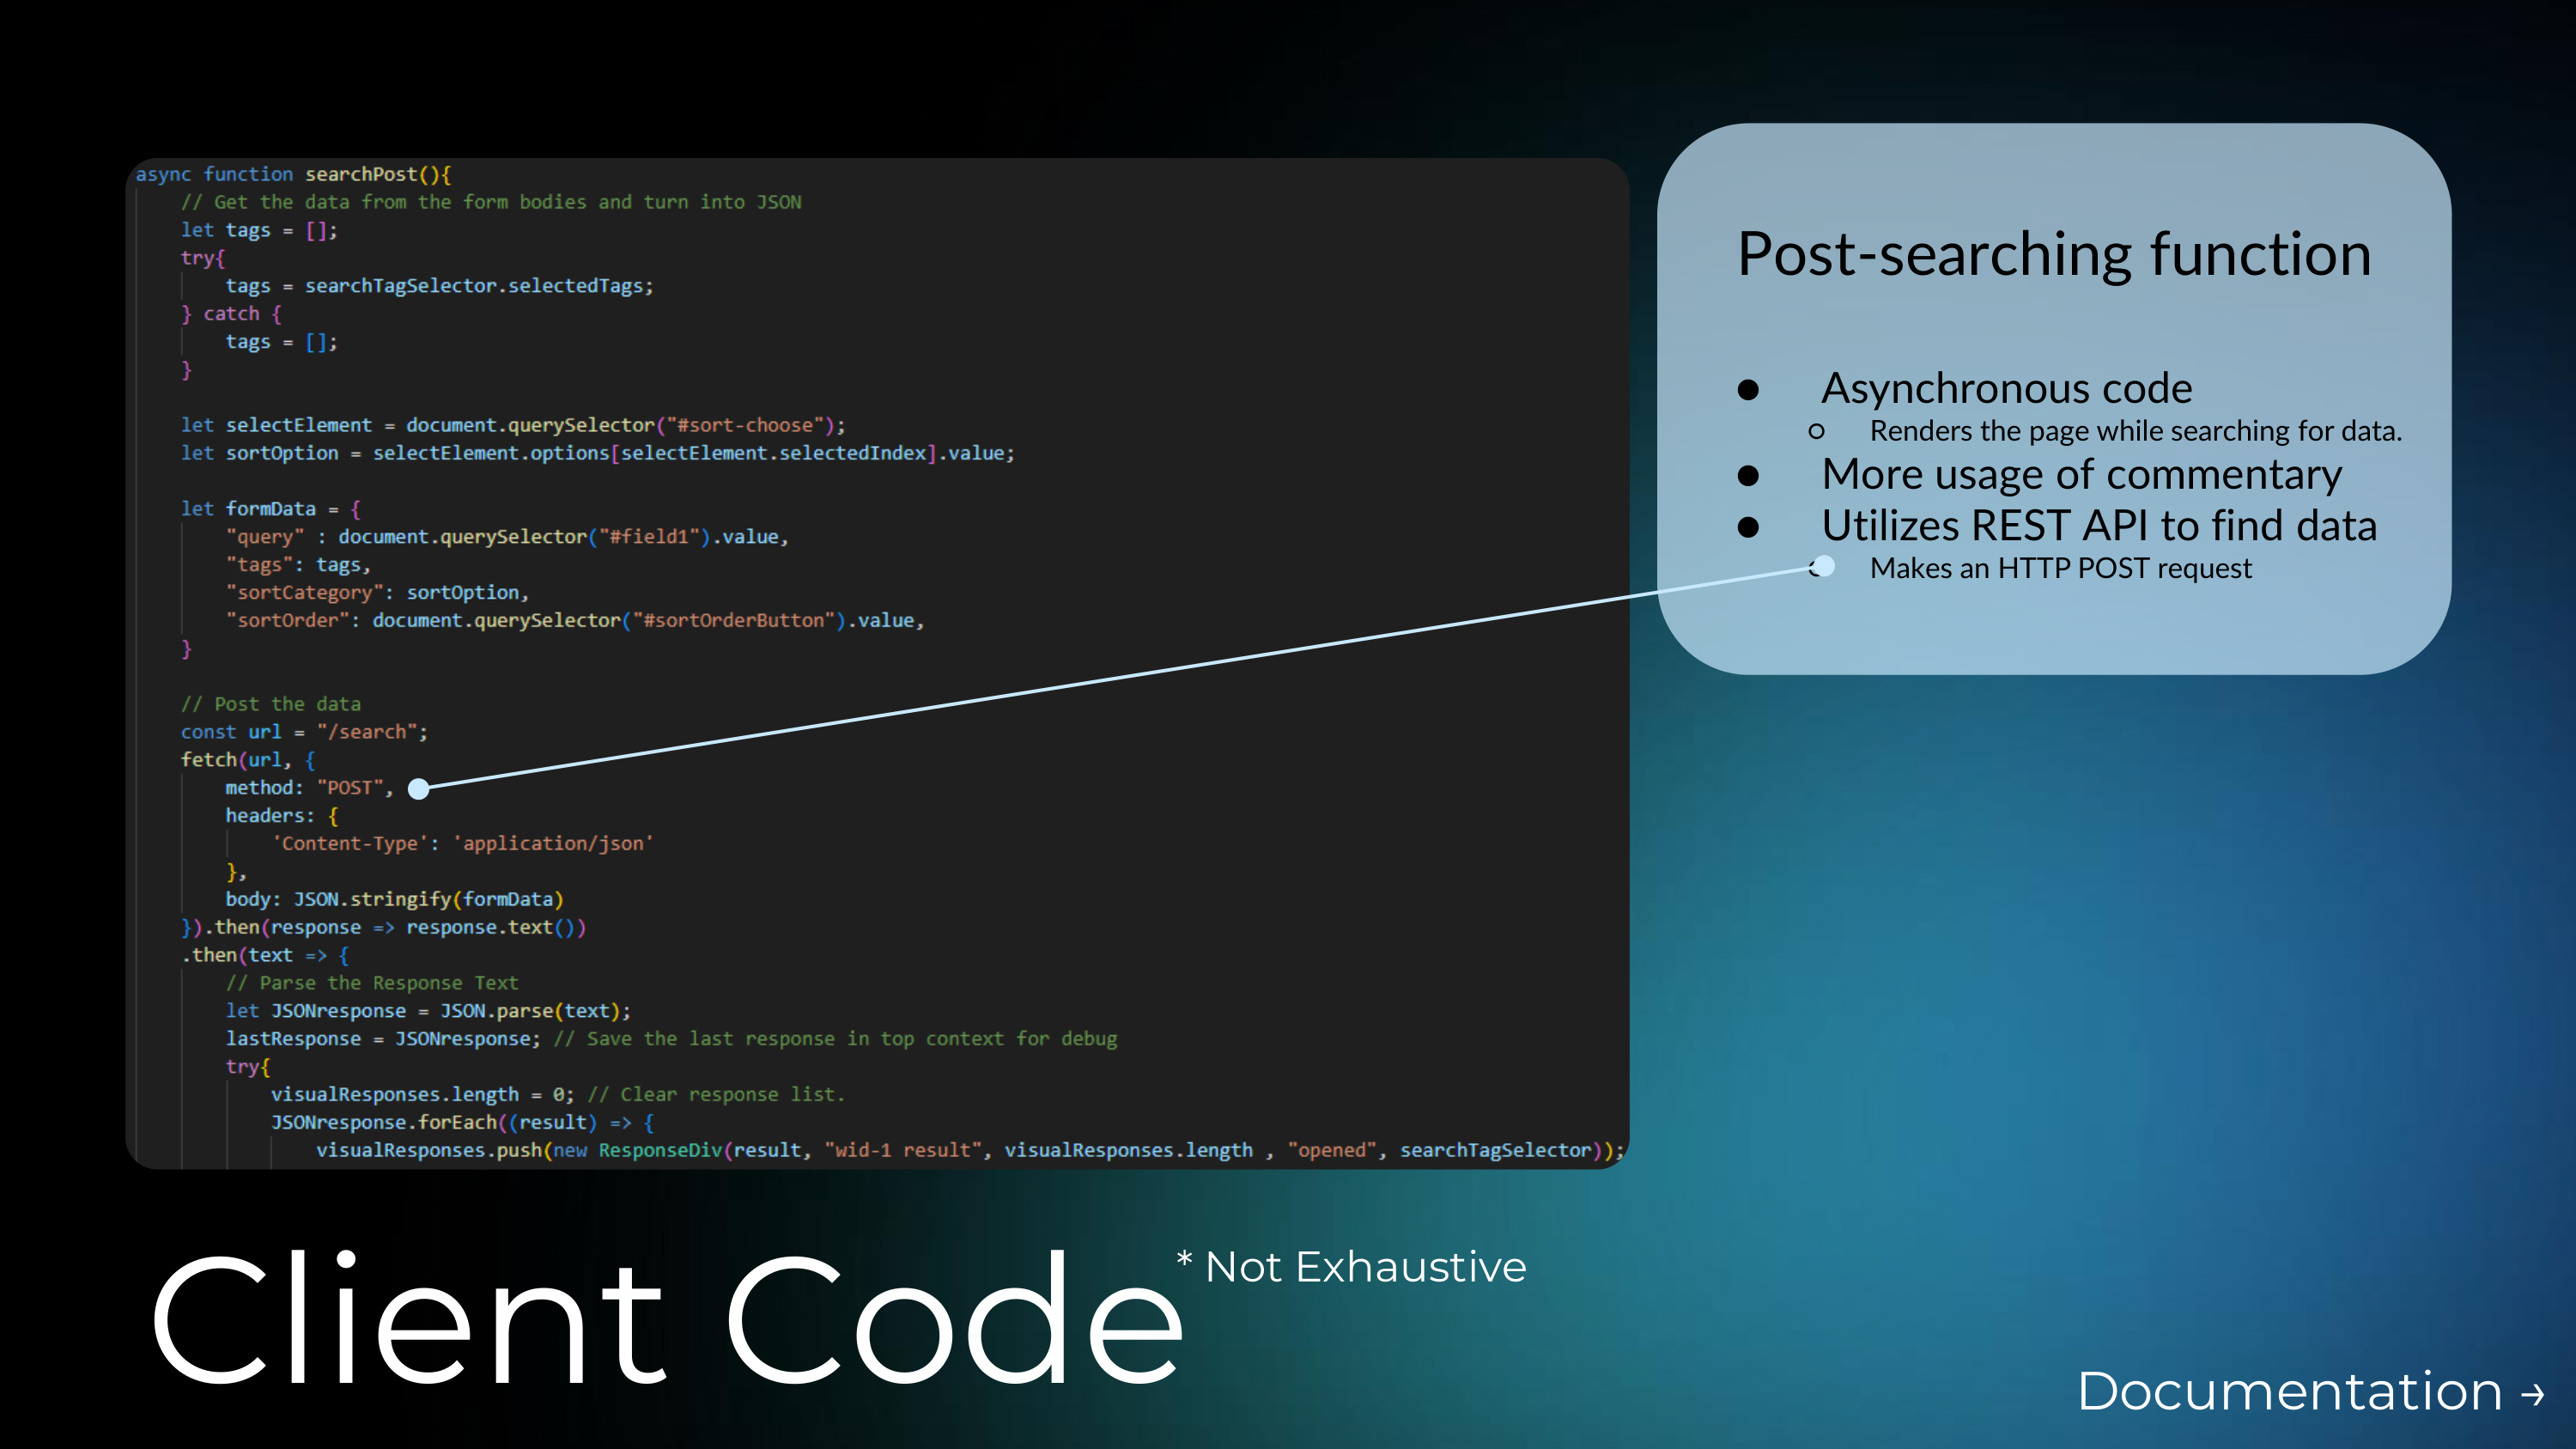 async function searchPost(){
// Get the data from the form bodies and turn into JSON
let tags = [];
try{
tags = searchTagSelector.selectedTags;
} catch {
tags = [];
}
let selectElement = document.querySelector("#sort-choose");
let sortOption = selectElement.options[selectElement.selectedIndex].value;
let formData = {
"query" : document.querySelector("#field1").value,
"tags": tags,
"sortCategory": sortOption,
"sortOrder": document.querySelector("#sortOrderButton").value,
}
// Post the data
const url = "/search";
fetch(url, {
method: "POST",
headers: {
'Content-Type': 'application/json'
},
body: JSON.stringify(formData)
}).then(response => response.text())
.then(text => {
// Parse the Response Text
let JSONresponse = JSON.parse(text);
lastResponse = JSONresponse; // Save the last response in top context for debug
try{
visualResponses.length = 0; // Clear response list.
JSONresponse.forEach((result) => {
visualResponses.push(new ResponseDiv(result, "wid-1 result", visualResponses.length , "opened", searchTagSelector));
Post-searching function
● Asynchronous code
○ Renders the page while searching for data.
● More usage of commentary
● Utilizes REST API to find data
○ Makes an HTTP POST request
Client Code
* Not Exhaustive
Documentation →